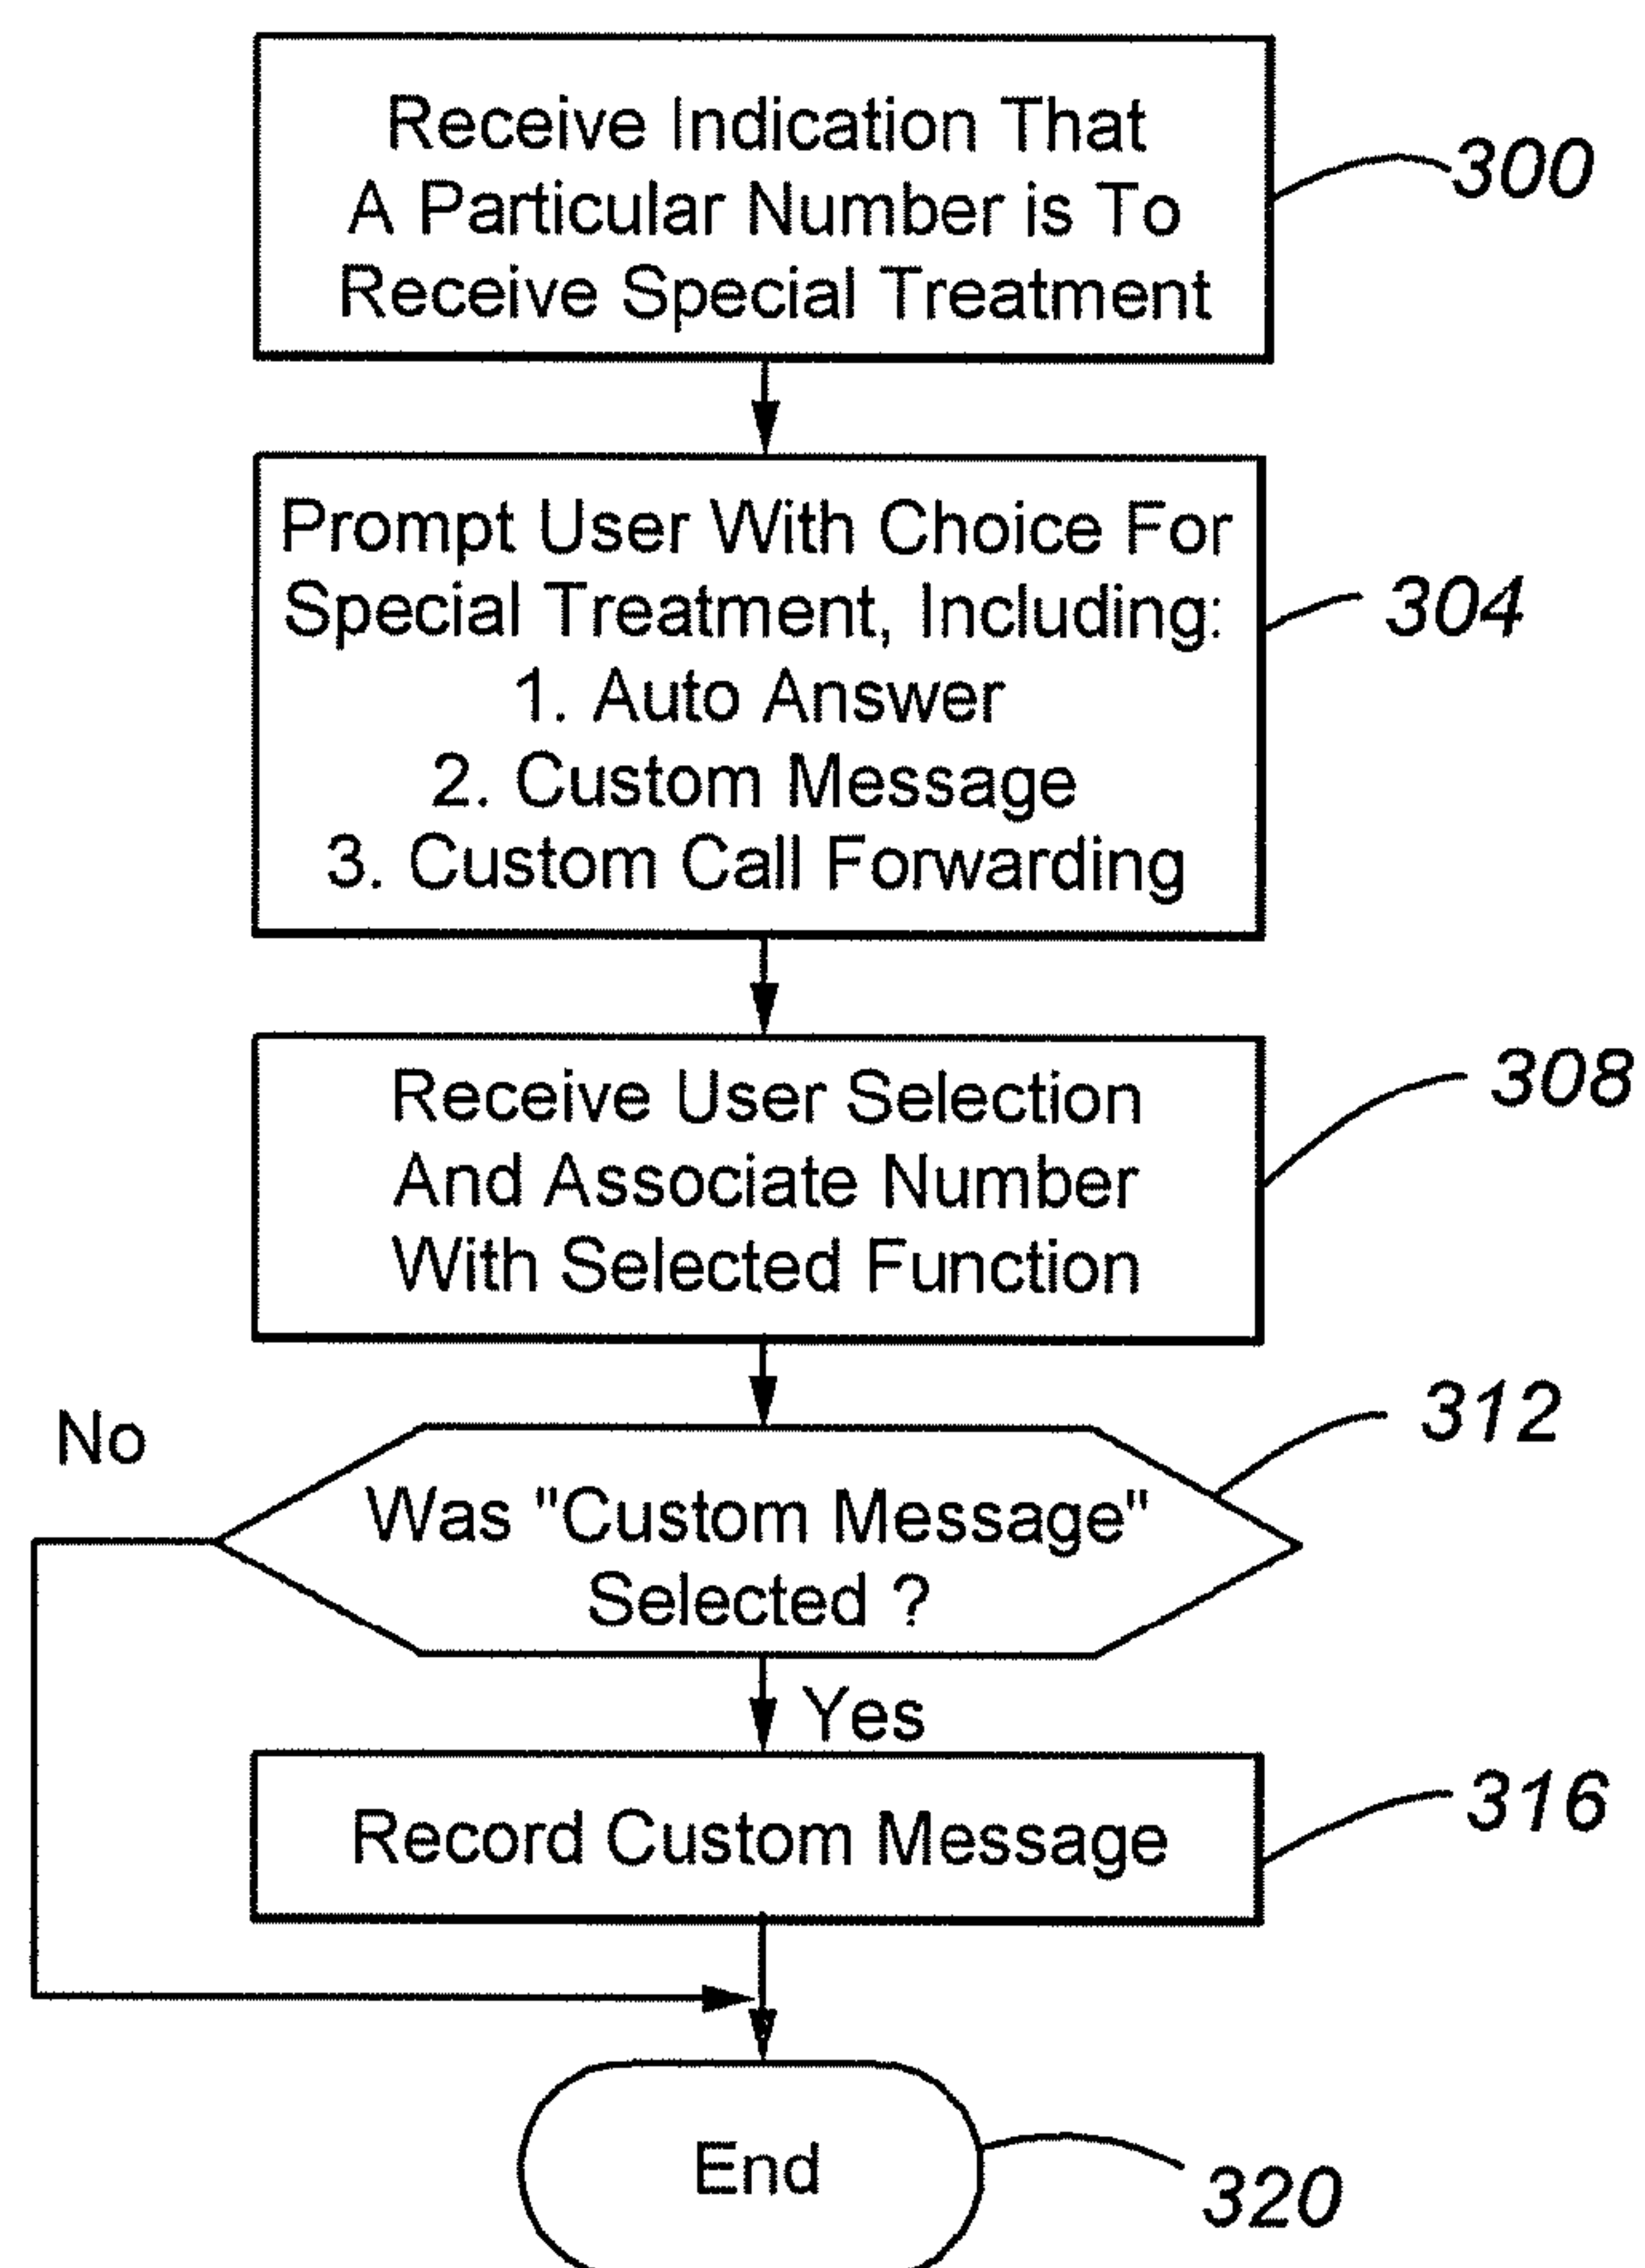 Receive Indication That
A Particular Number is To
Receive Special Treatment
300
Prompt User With Choice For
Special Treatment, Including:
1. Auto Answer
2. Custom Message
3. Custom Call Forwarding
304
Receive User Selection
And Associate Number
With Selected Function
308
No
Was "Custom Message"
Selected ?
312
Yes
Record Custom Message
316
End
320